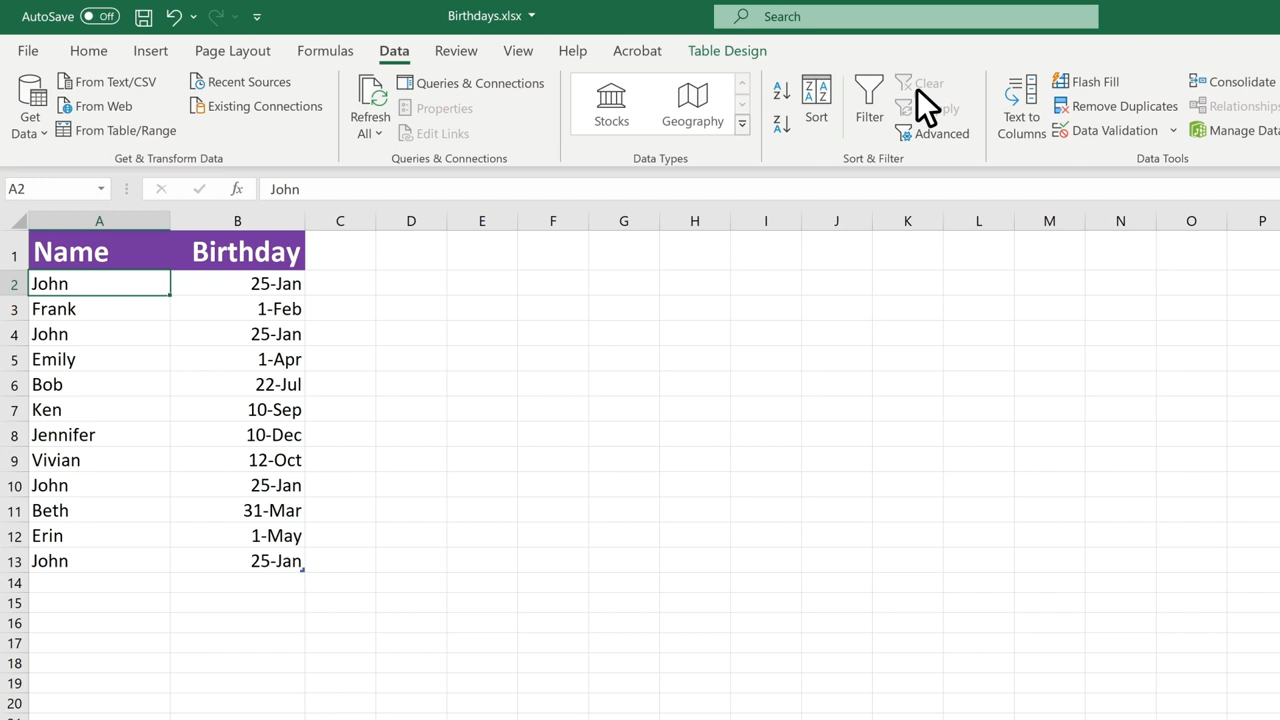 AutoSave Off Birthdays.xlsx Search
File Home Insert Page Layout Formulas Data Review View Help Acrobat Table Design
Get Data
From Text/CSV
From Web
From Table/Range
Recent Sources
Existing Connections
Get & Transform Data
Refresh All
Queries & Connections
Properties
Edit Links
Queries & Connections
Stocks
Geography
Data Types
Sort
Filter
Clear
Advanced
Sort & Filter
Text to Columns
Flash Fill
Remove Duplicates
Data Validation
Consolidate
Relationships
Manage Data
Data Tools
A2 fx John
A B C D E F G H I J K L M N O P
1 Name Birthday
2 John 25-Jan
3 Frank 1-Feb
4 John 25-Jan
5 Emily 1-Apr
6 Bob 22-Jul
7 Ken 10-Sep
8 Jennifer 10-Dec
9 Vivian 12-Oct
10 John 25-Jan
11 Beth 31-Mar
12 Erin 1-May
13 John 25-Jan
14
15
16
17
18
19
20